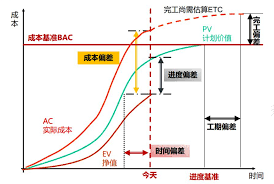 成本
完工尚需估算ETC
成本基准BAC
PV
计划价值
完工偏差
成本偏差
进度偏差
AC
实际成本
工期偏差
EV
挣值
时间偏差
今天
进度基准
时间